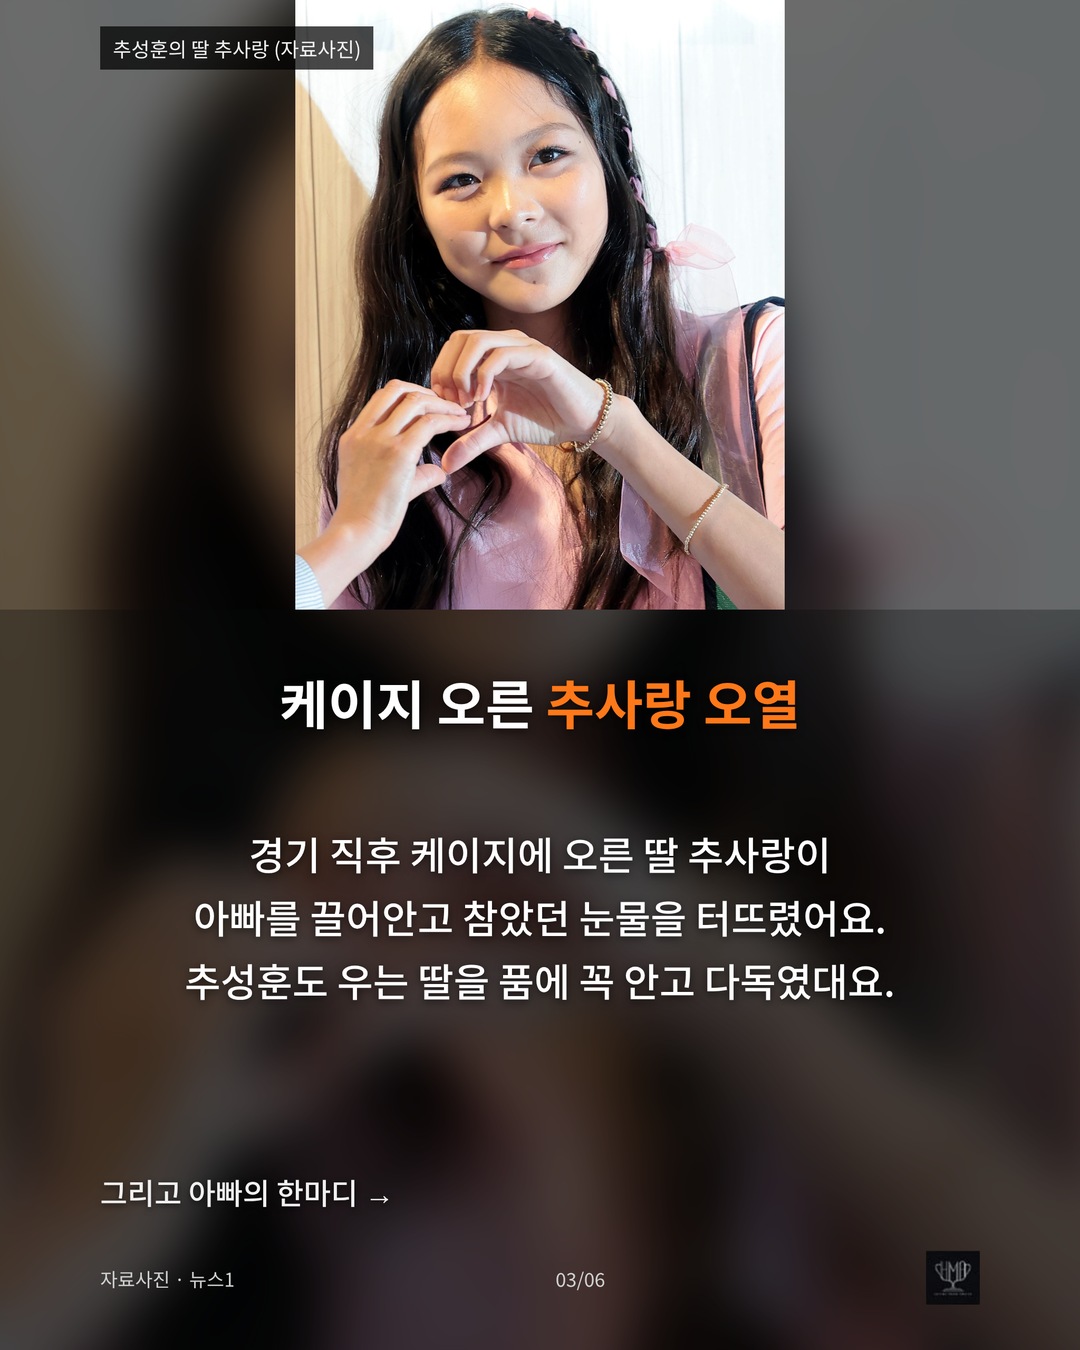 추성훈의 딸 추사랑 (자료사진)
케이지 오른 추사랑 오열
경기 직후 케이지에 오른 딸 추사랑이
아빠를 끌어안고 참았던 눈물을 터뜨렸어요.
추성훈도 우는 딸을 품에 꼭 안고 다독였대요.
그리고 아빠의 한마디 →
자료사진 · 뉴스1
03/06